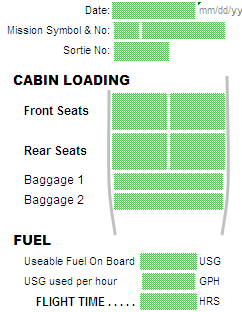 Date: mm/dd/yy
Mission Symbol & No:
Sortie No:
CABIN LOADING
Front Seats
Rear Seats
Baggage 1
Baggage 2
FUEL
Useable Fuel On Board USG
USG used per hour GPH
FLIGHT TIME . . . . . HRS